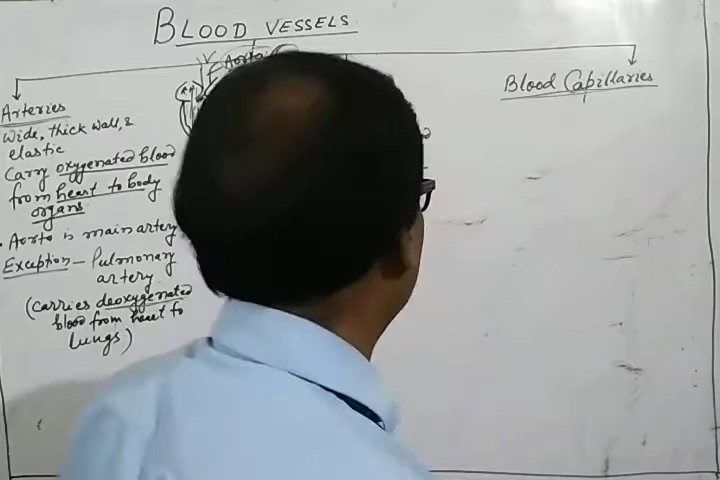 BLOOD VESSELS
Aorta
Arteries
Wide, thick wall, &
elastic
Carry oxygenated blood
from heart to body
organs
. Aorta is main artery
Exception - Pulmonary
artery
(Carries deoxygenated
blood from heart to
lungs)
Blood Capillaries